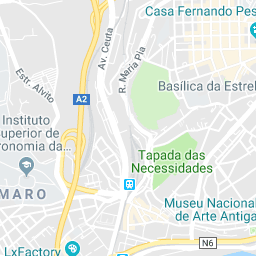 Casa Fernando Pes
Av. Ceuta
R. Maria Pia
Estr. Alvito
A2
Basílica da Estrel
Instituto
Superior de
ronomia da...
Tapada das
Necessidades
MARO
Museu Nacional
de Arte Antiga
N6
LxFactory